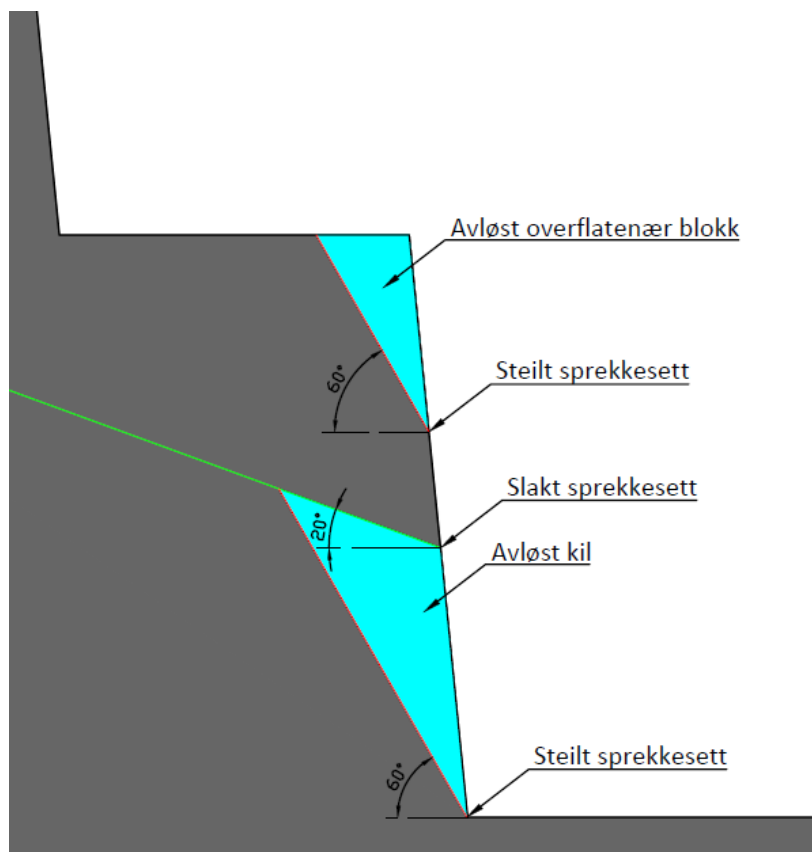 Avløst overflatenær blokk
60°
Steilt sprekkesett
Slakt sprekkesett
20°
Avløst kil
Steilt sprekkesett
60°